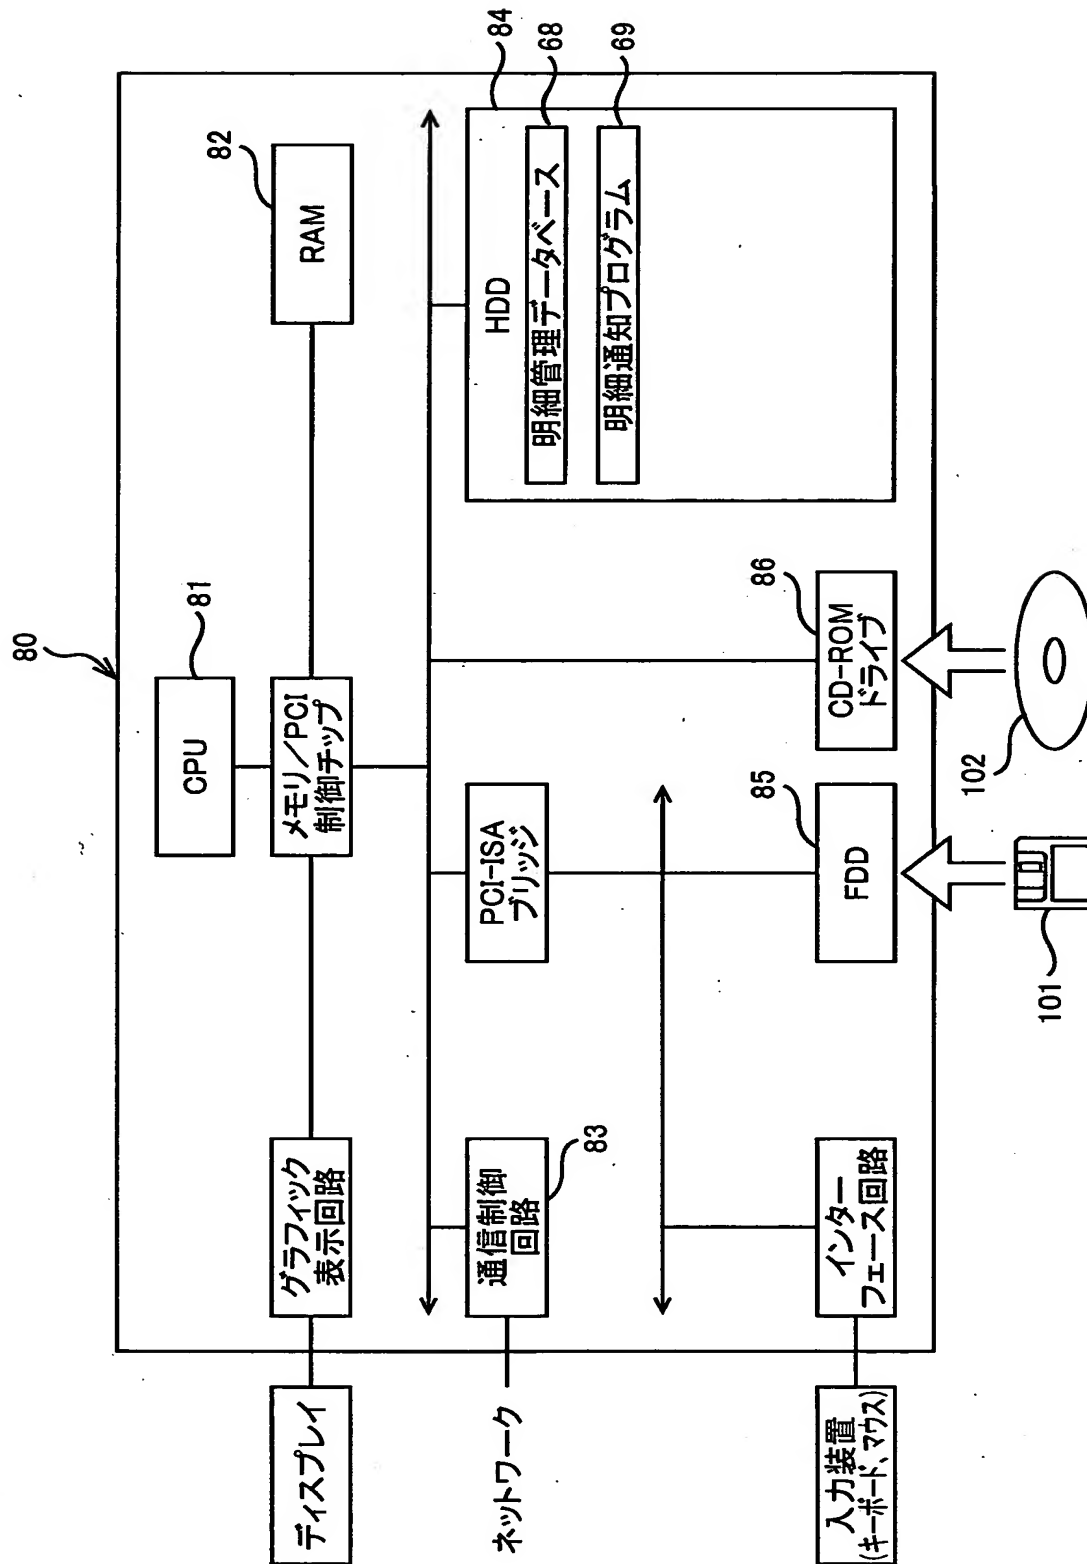 80
CPU
81
RAM
82
メモリ/PCI
制御チップ
グラフィック
表示回路
ディスプレイ
通信制御
回路
83
ネットワーク
PCI-ISA
ブリッジ
HDD
84
明細管理データベース
68
明細通知プログラム
69
入力装置
(キーボード、マウス)
インター
フェース回路
FDD
85
CD-ROM
ドライブ
86
101
102